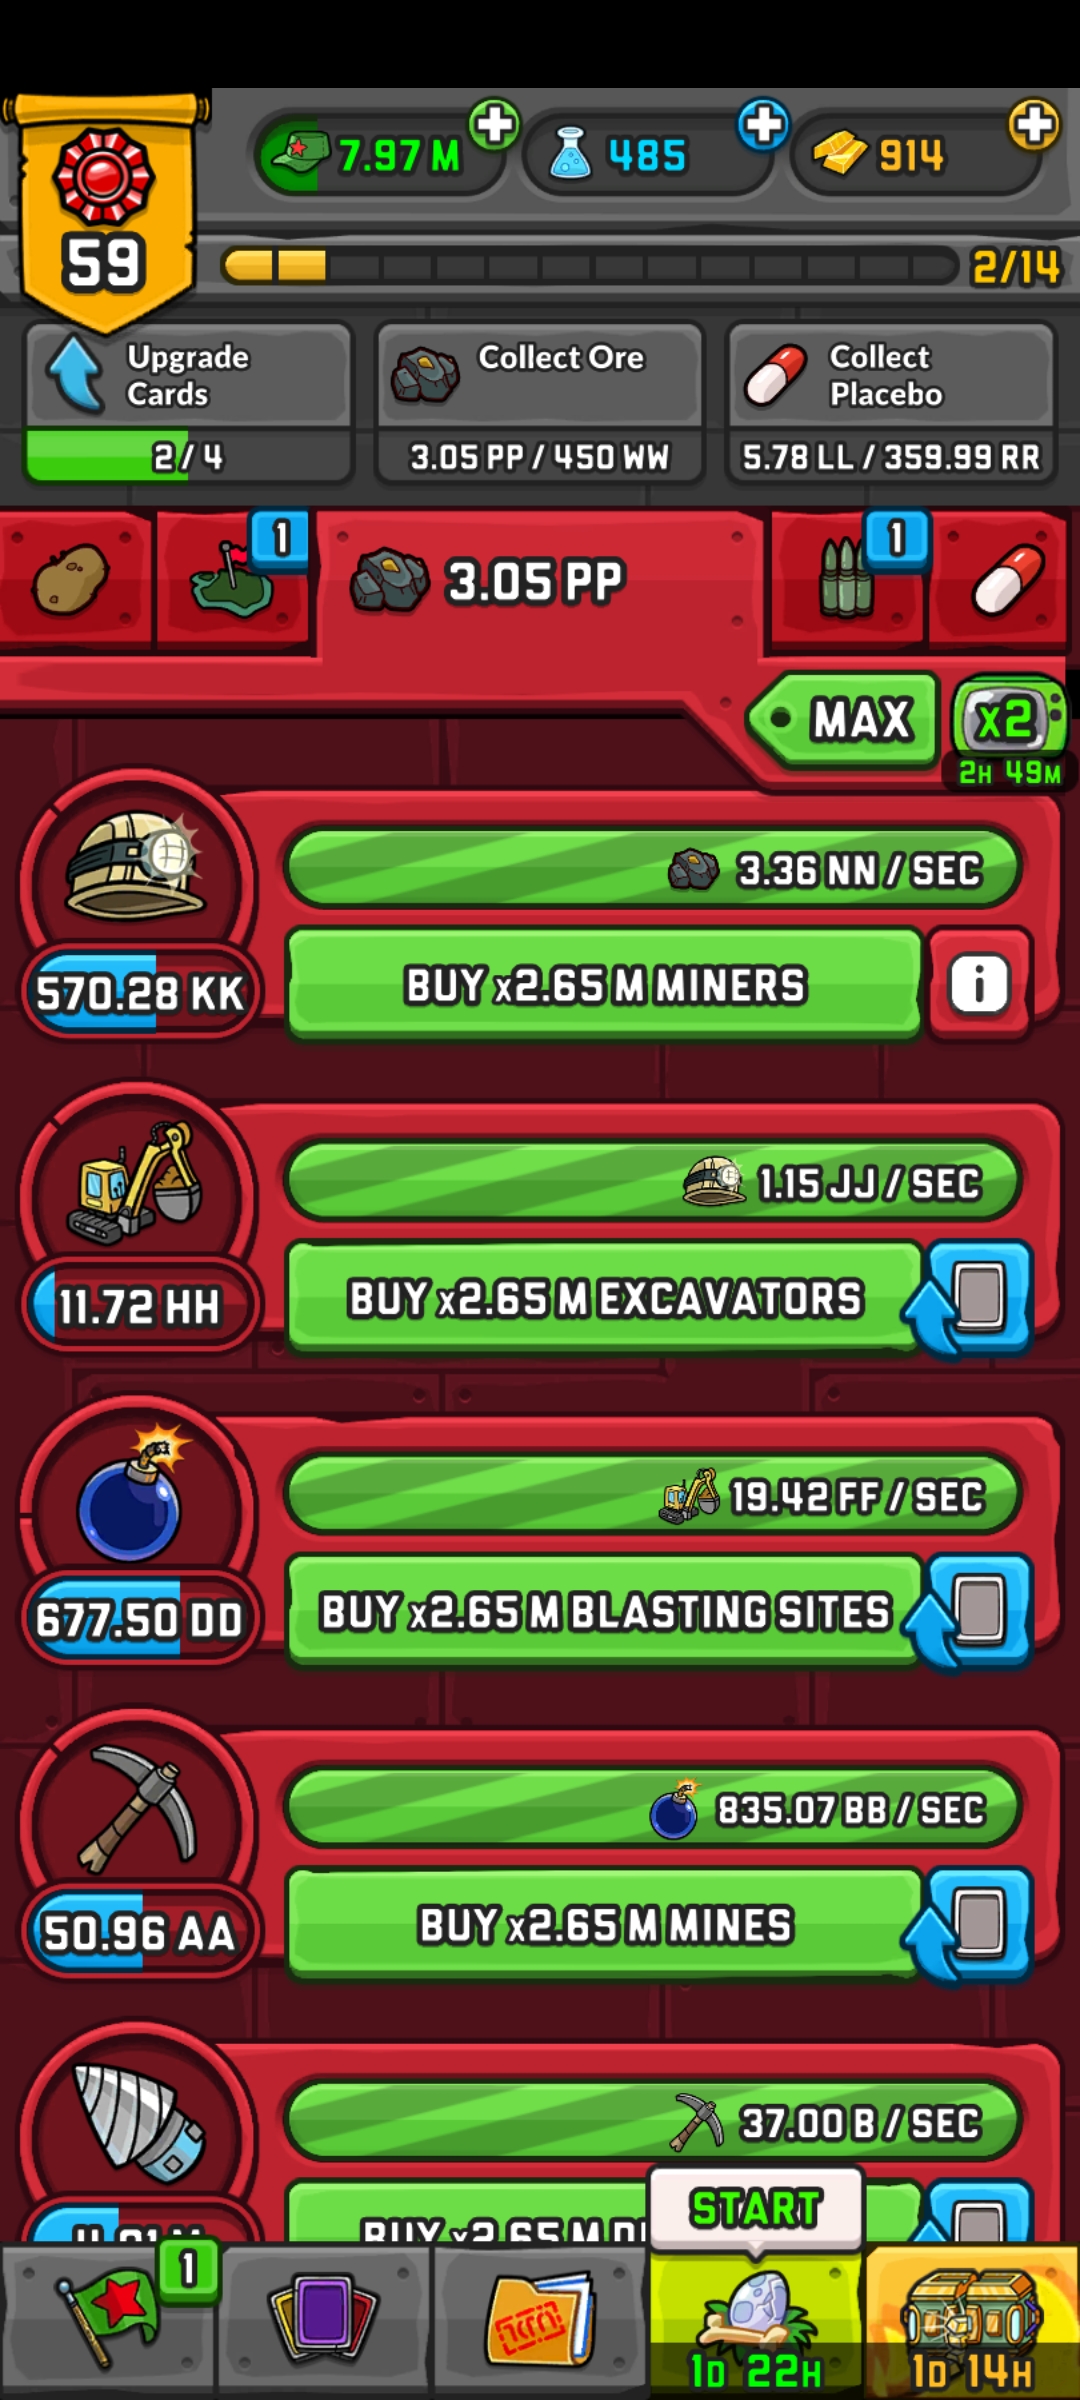 7.97 M
485
914
59
2/14
Upgrade
Cards
2/4
Collect Ore
3.05 PP / 450 WW
Collect
Placebo
5.78 LL / 359.99 RR
1
3.05 PP
1
MAX
x2
2H 49M
3.36 NN / SEC
570.28 KK
BUY x2.65 M MINERS
i
1.15 JJ / SEC
11.72 HH
BUY x2.65 M EXCAVATORS
19.42 FF / SEC
677.50 DD
BUY x2.65 M BLASTING SITES
835.07 BB / SEC
50.96 AA
BUY x2.65 M MINES
37.00 B / SEC
BUY x2.65 M
START
1
1D 22H
1D 14H